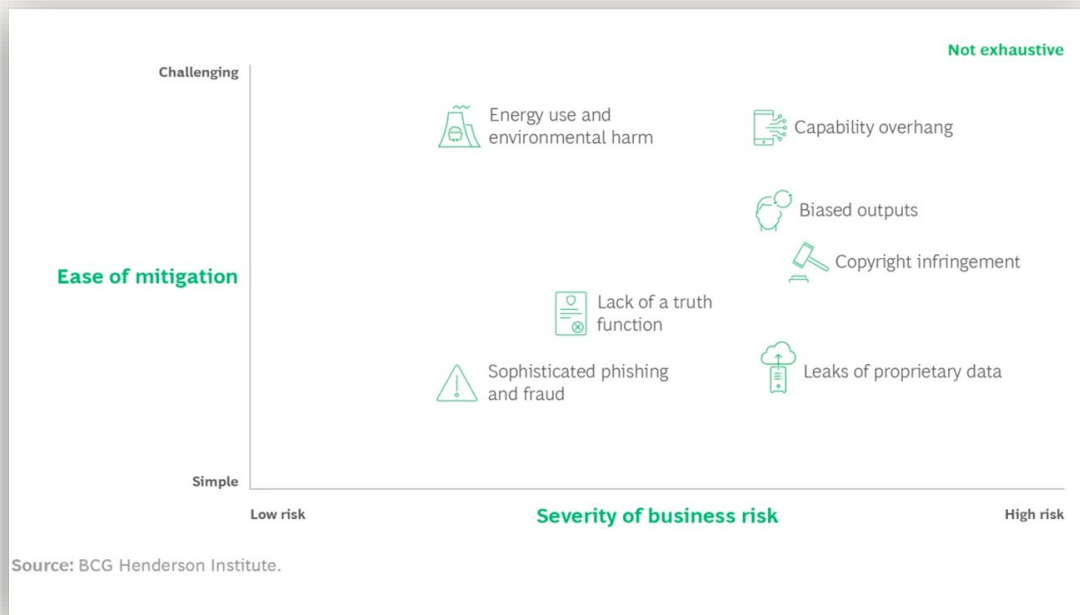 Not exhaustive
Challenging
Energy use and
environmental harm
Capability overhang
Biased outputs
Copyright infringement
Ease of mitigation
Lack of a truth
function
Sophisticated phishing
and fraud
Leaks of proprietary data
Simple
Low risk
Severity of business risk
High risk
Source: BCG Henderson Institute.